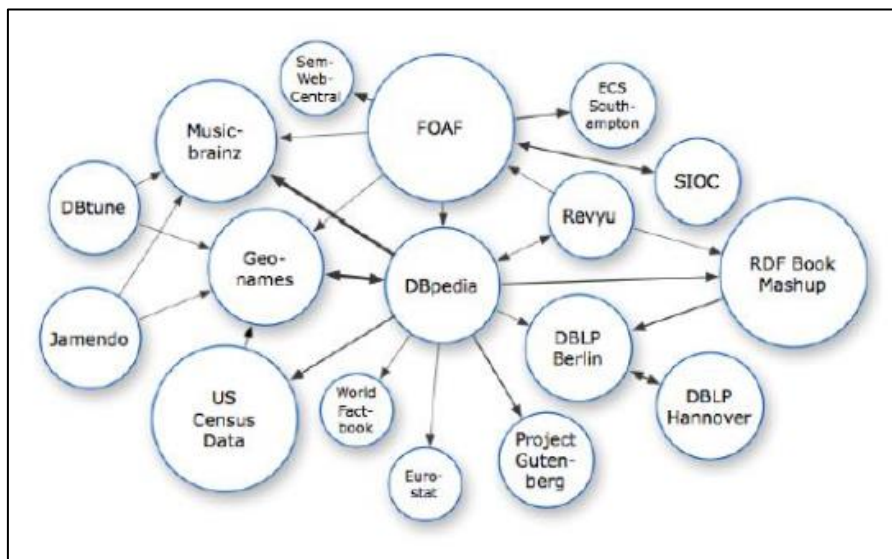 Sem-
Web-
Central
FOAF
ECS
South-
ampton
Music-
brainz
SIOC
DBtune
Revyu
Geo-
names
DBpedia
RDF Book
Mashup
Jamendo
DBLP
Berlin
US
Census
Data
World
Fact-
book
DBLP
Hannover
Project
Guten-
berg
Euro-
stat